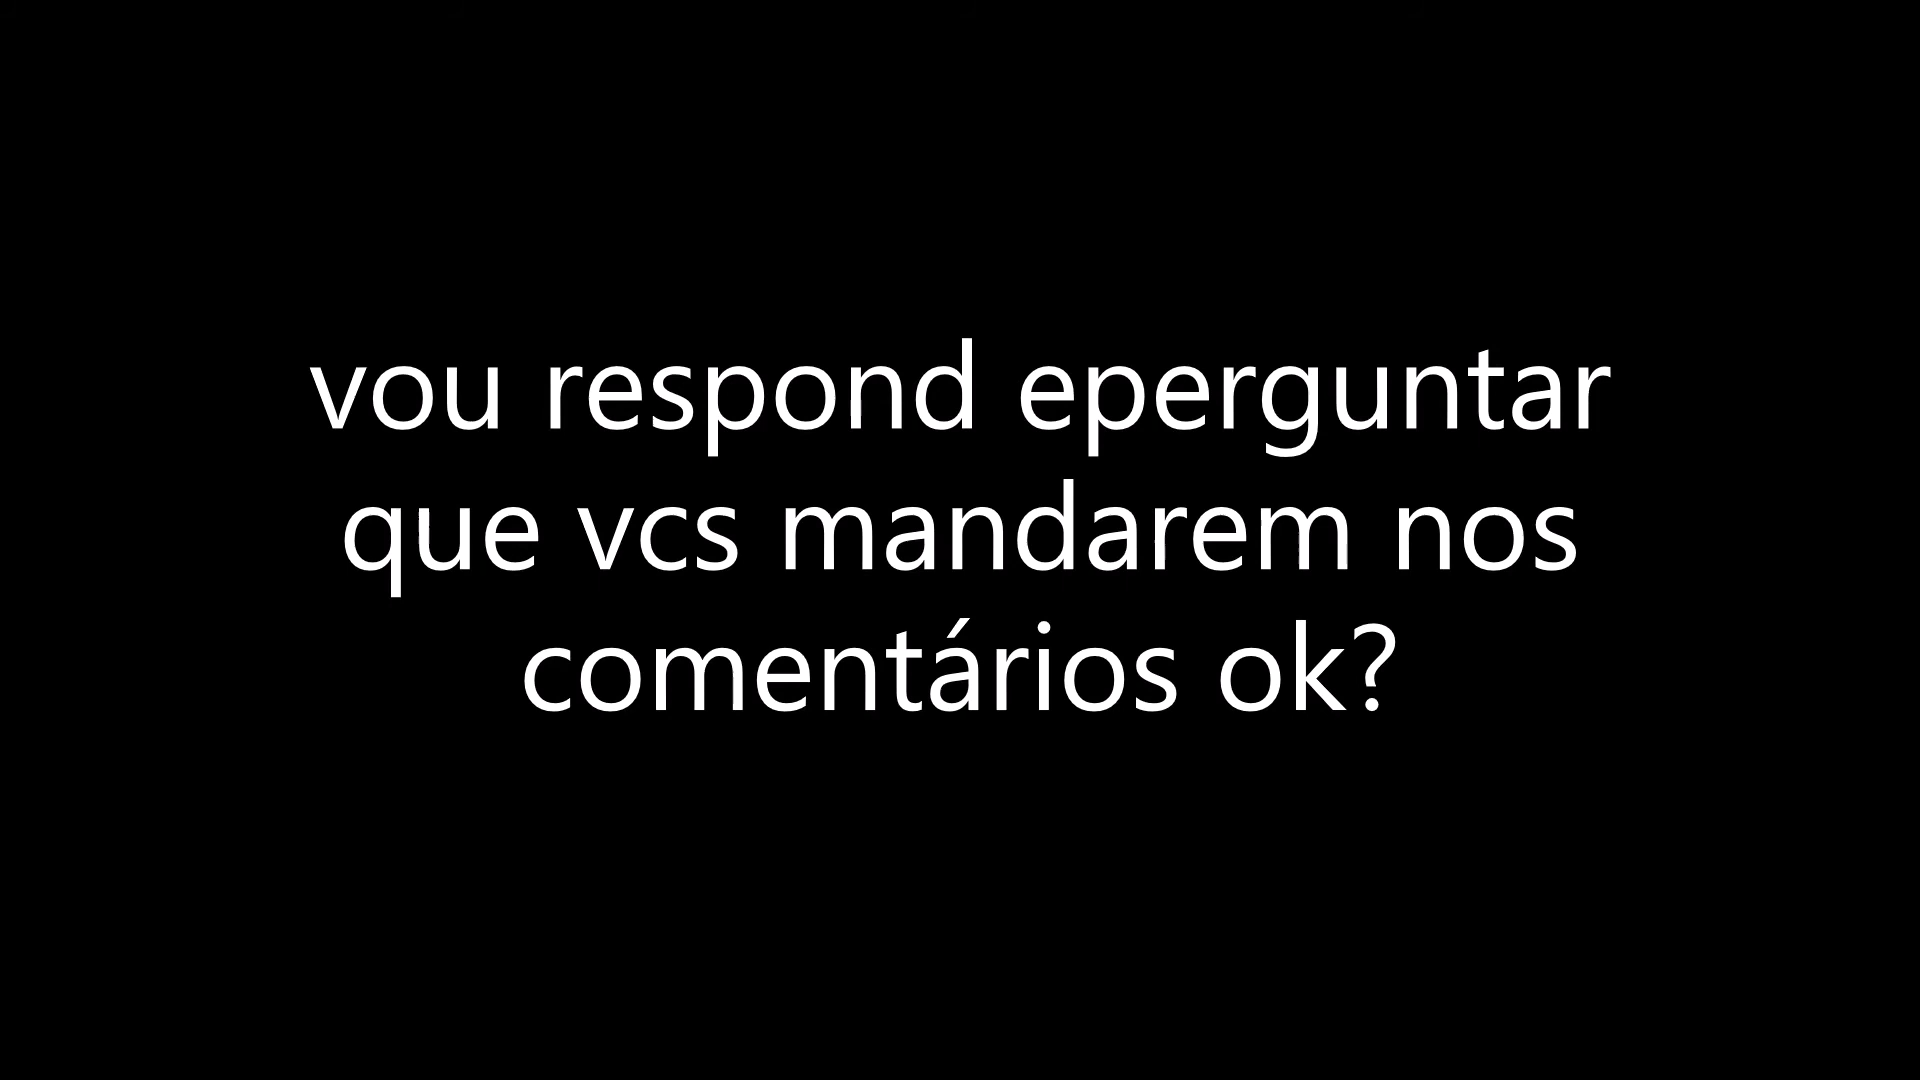 vou respond eperguntar
que vcs mandarem nos
comentários ok?